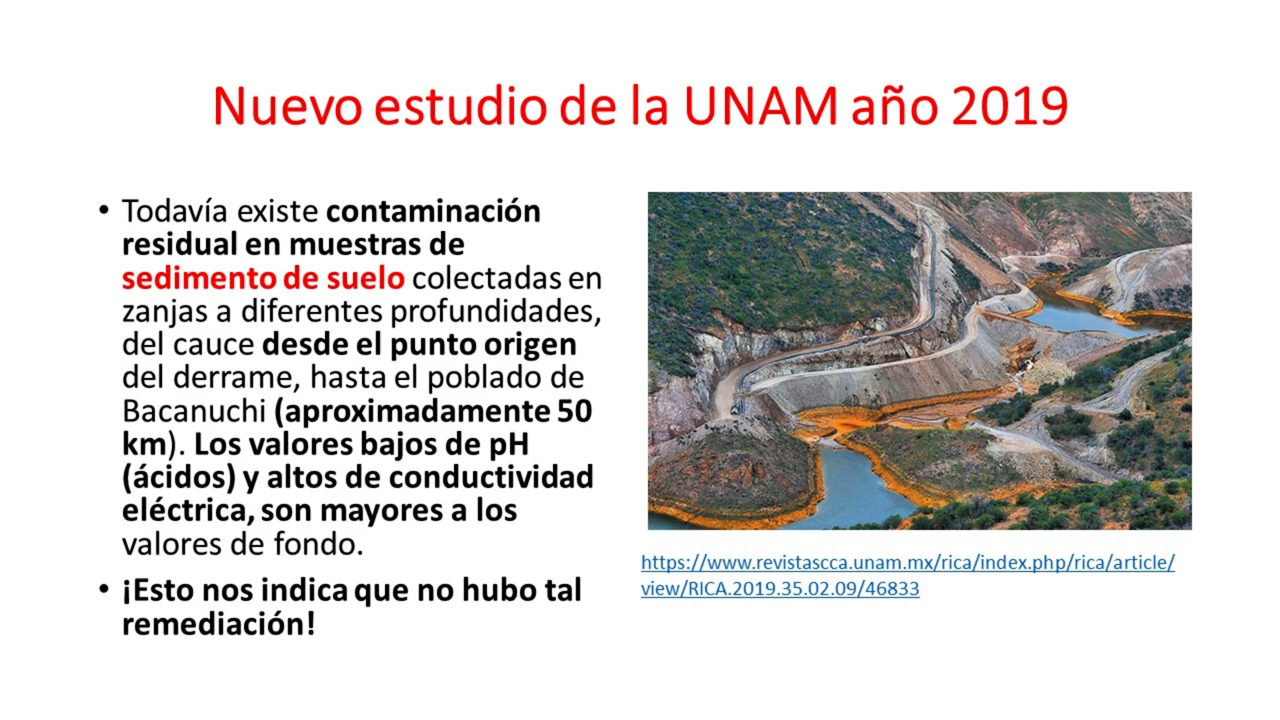 Nuevo estudio de la UNAM año 2019
• Todavía existe contaminación
residual en muestras de
sedimento de suelo colectadas en
zanjas a diferentes profundidades,
del cauce desde el punto origen
del derrame, hasta el poblado de
Bacanuchi (aproximadamente 50
km). Los valores bajos de pH
(ácidos) y altos de conductividad
eléctrica, son mayores a los
valores de fondo.
• ¡Esto nos indica que no hubo tal
remediación!
https://www.revistascca.unam.mx/rica/index.php/rica/article/
view/RICA.2019.35.02.09/46833